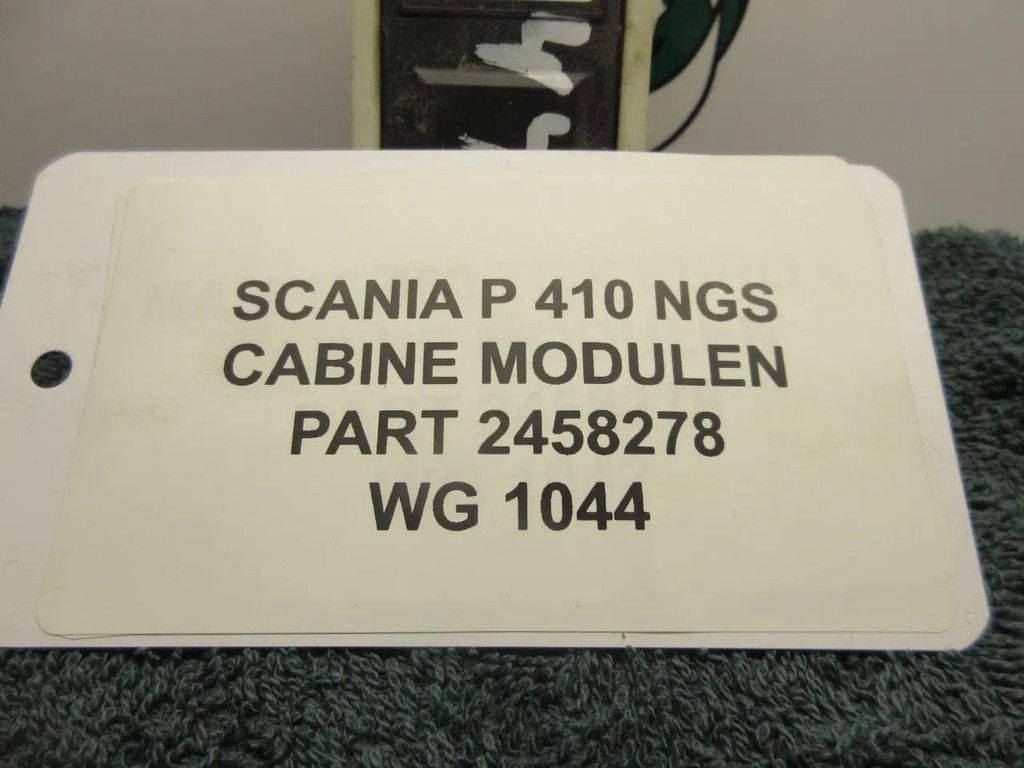 SCANIA P 410 NGS
CABINE MODULEN
PART 2458278
WG 1044